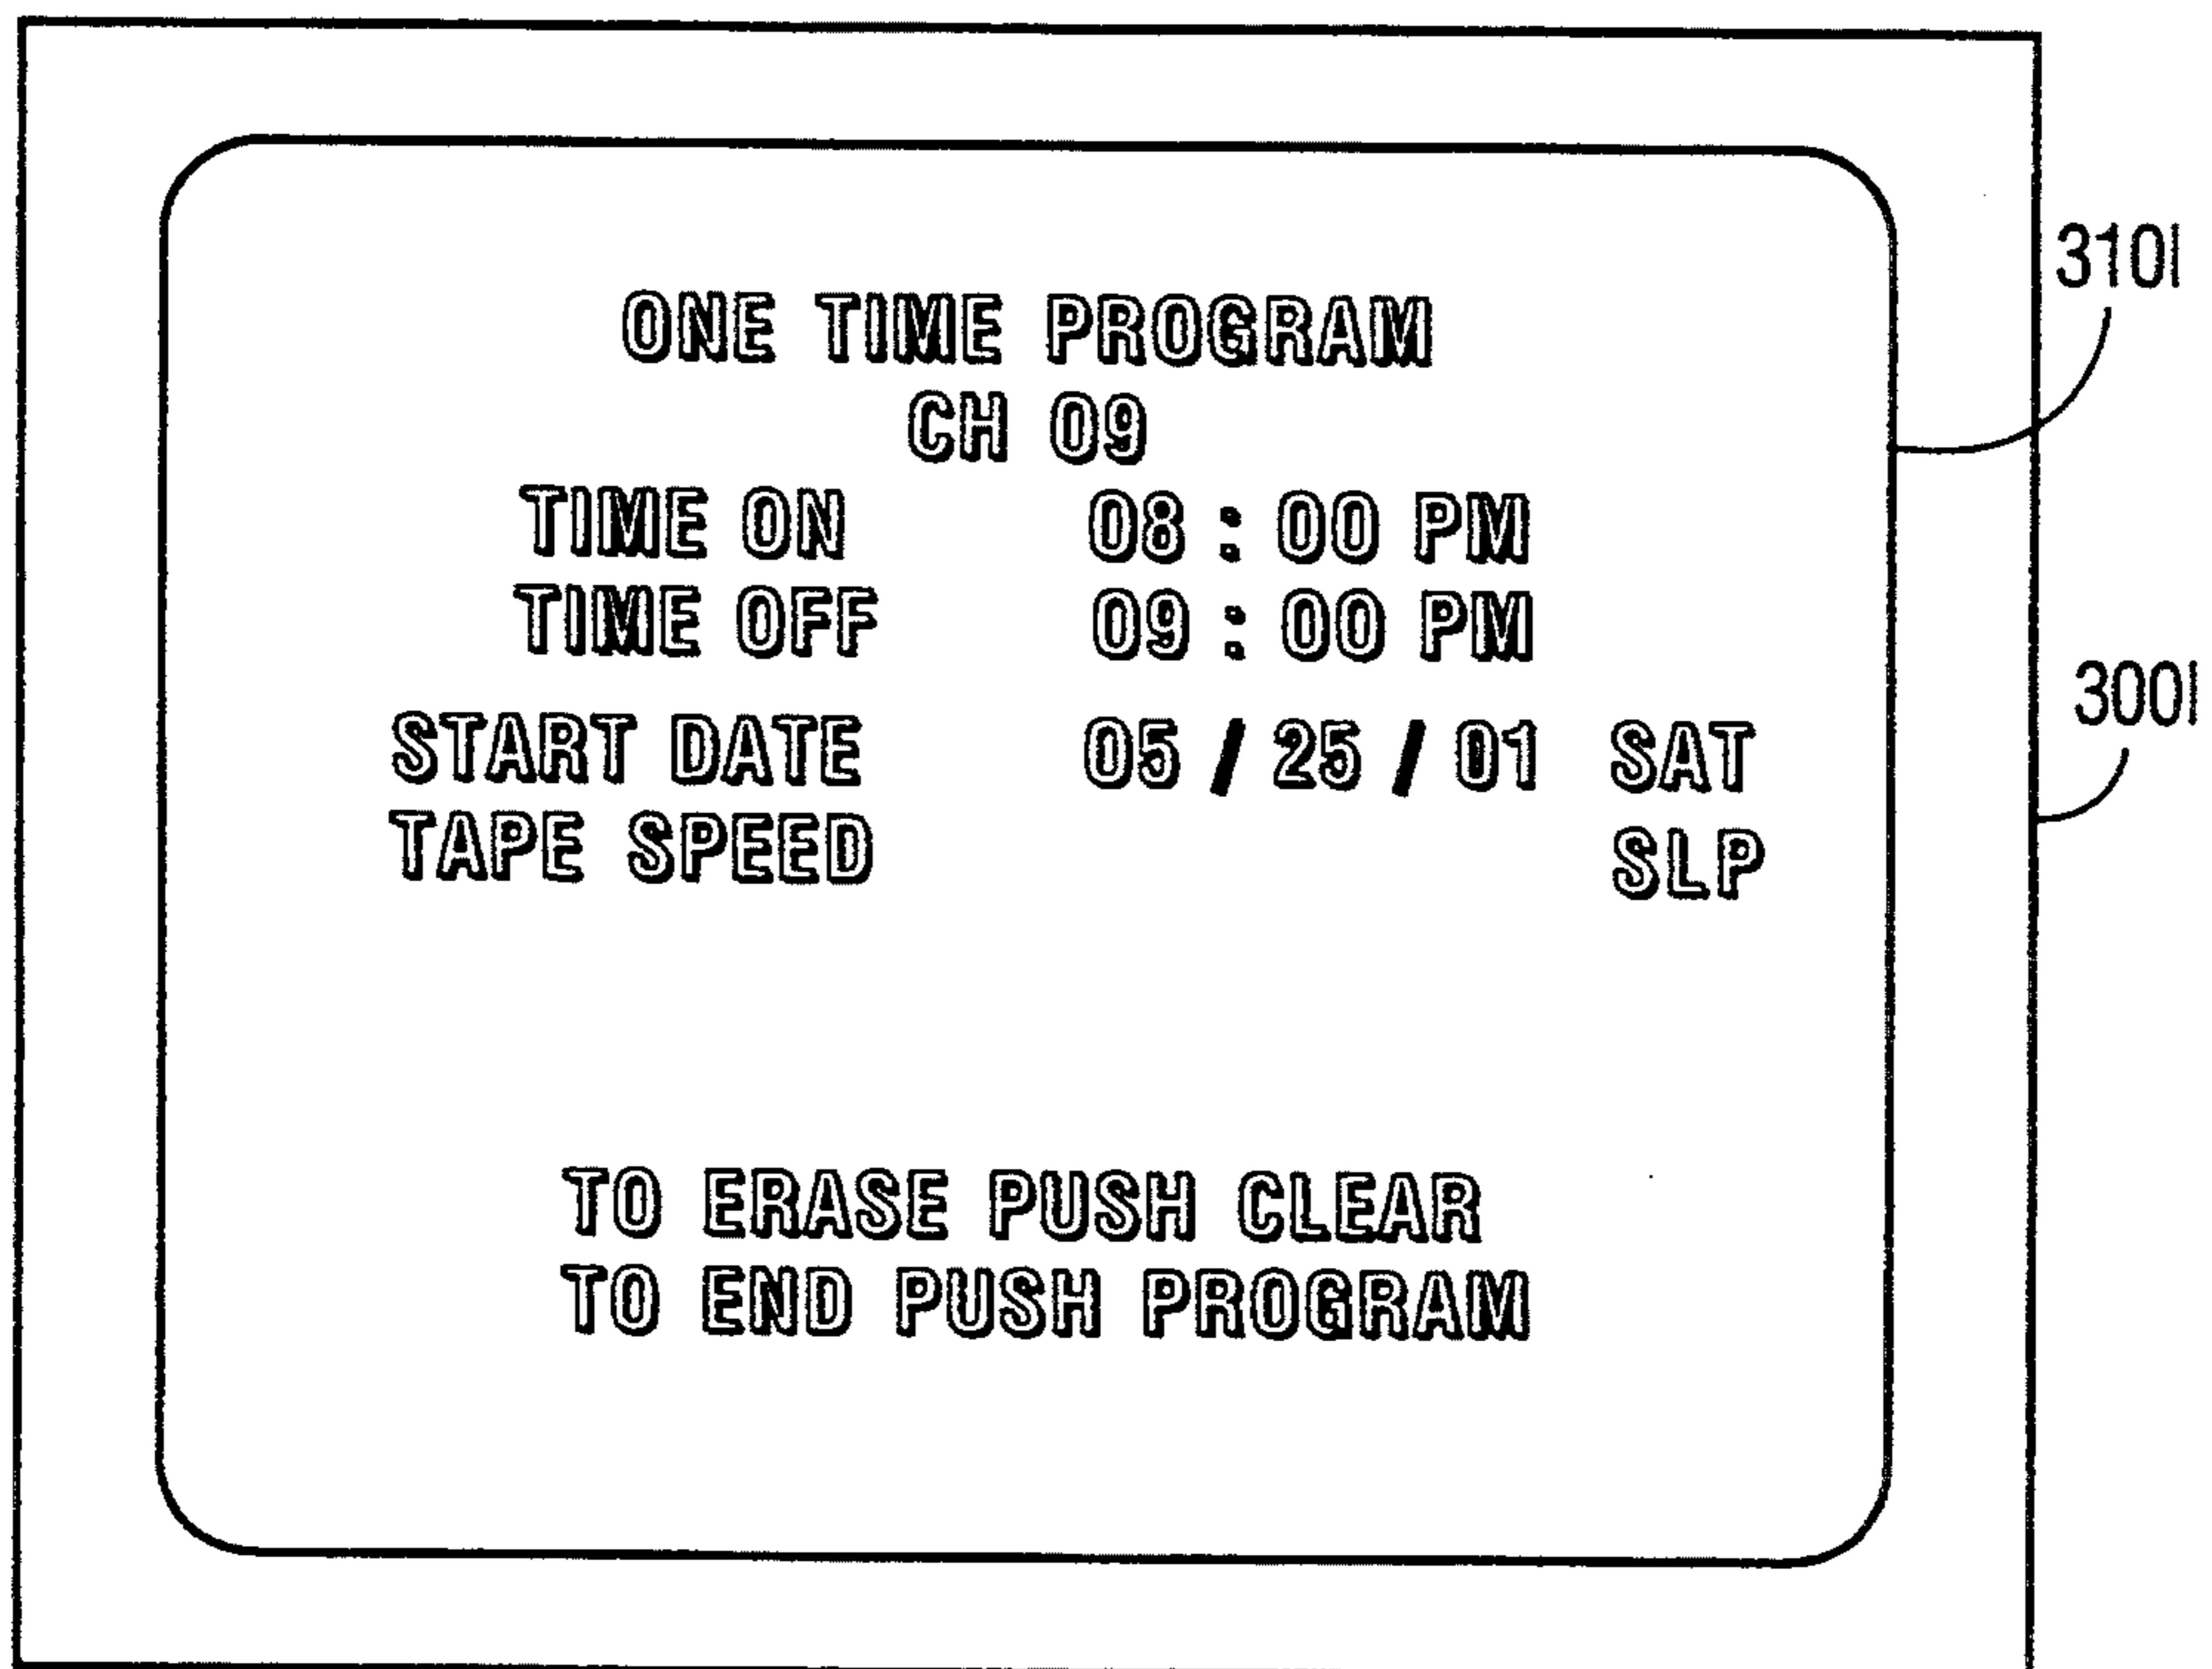 ONE TIME PROGRAM
CH 09
TIME ON 08 : 00 PM
TIME OFF 09 : 00 PM
START DATE 05 / 25 / 01 SAT
TAPE SPEED SLP
TO ERASE PUSH CLEAR
TO END PUSH PROGRAM
310I
300I